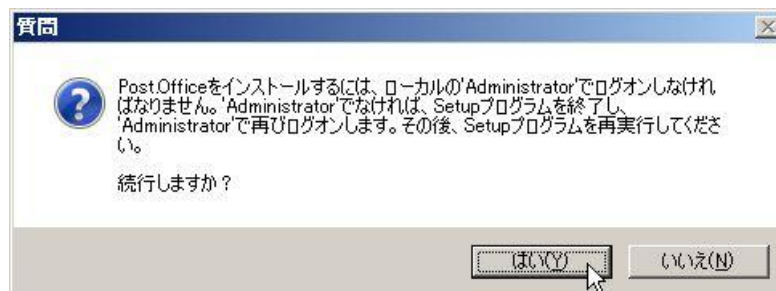 質問
Post.Officeをインストールするには、ローカルの'Administrator'でログオンしなけれ
ばなりません。'Administrator'でなければ、Setupプログラムを終了し、
'Administrator'で再びログオンします。その後、Setupプログラムを再実行してくださ
い。
続行しますか？
はい(Y)
いいえ(N)